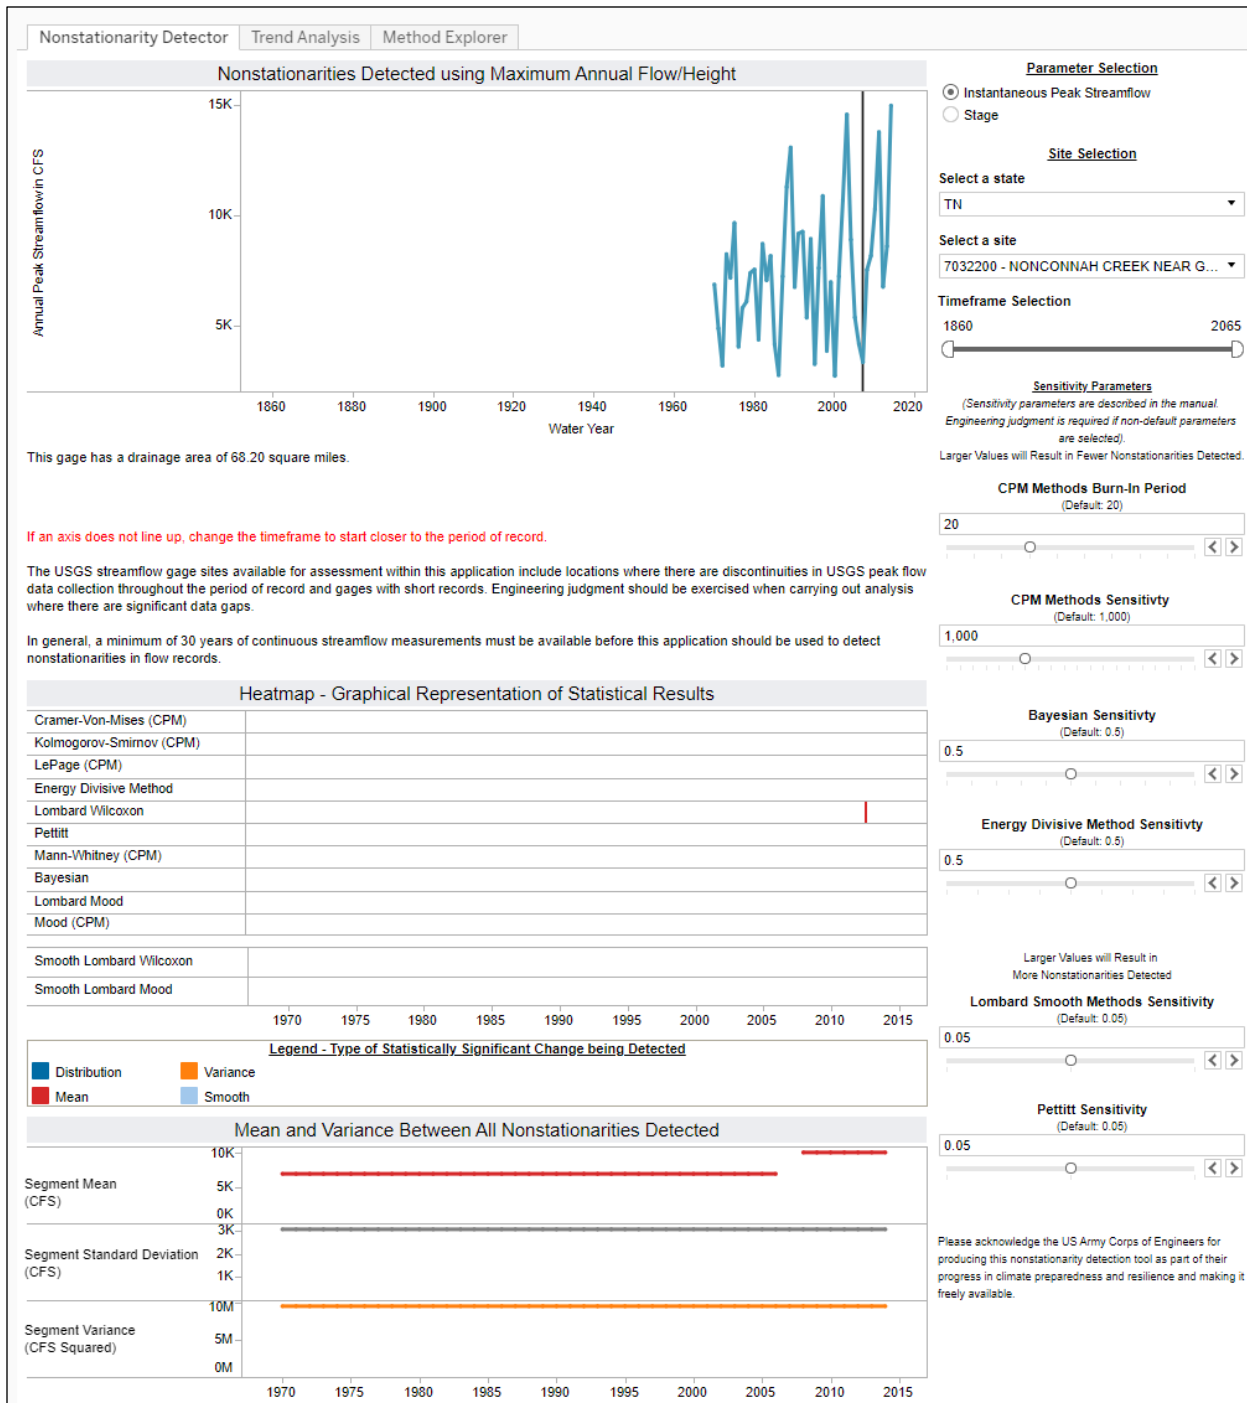 Nonstationarity Detector
Trend Analysis
Method Explorer
Nonstationarities Detected using Maximum Annual Flow/Height
Annual Peak Streamflowin CFS
15K
10K
5K
1860 1880 1900 1920 1940 1960 1980 2000 2020
Water Year
This gage has a drainage area of 68.20 square miles.
If an axis does not line up, change the timeframe to start closer to the period of record.
The USGS streamflow gage sites available for assessment within this application include locations where there are discontinuities in USGS peak flow
data collection throughout the period of record and gages with short records. Engineering judgment should be exercised when carrying out analysis
where there are significant data gaps.
In general, a minimum of 30 years of continuous streamflow measurements must be available before this application should be used to detect
nonstationarities in flow records.
Heatmap - Graphical Representation of Statistical Results
Cramer-Von-Mises (CPM)
Kolmogorov-Smirnov (CPM)
LePage (CPM)
Energy Divisive Method
Lombard Wilcoxon
Pettitt
Mann-Whitney (CPM)
Bayesian
Lombard Mood
Mood (CPM)
Smooth Lombard Wilcoxon
Smooth Lombard Mood
1970 1975 1980 1985 1990 1995 2000 2005 2010 2015
Legend - Type of Statistically Significant Change being Detected
Distribution
Variance
Mean
Smooth
Mean and Variance Between All Nonstationarities Detected
Segment Mean
(CFS)
10K
5K
0K
Segment Standard Deviation
(CFS)
3K
2K
1K
Segment Variance
(CFS Squared)
10M
5M
0M
1970 1975 1980 1985 1990 1995 2000 2005 2010 2015
Parameter Selection
Instantaneous Peak Streamflow
Stage
Site Selection
Select a state
TN
Select a site
7032200 - NONCONNAH CREEK NEAR G...
Timeframe Selection
1860 2065
Sensitivity Parameters
(Sensitivity parameters are described in the manual.
Engineering judgment is required if non-default parameters
are selected).
Larger Values will Result in Fewer Nonstationarities Detected.
CPM Methods Burn-In Period
(Default: 20)
20
CPM Methods Sensitivty
(Default: 1,000)
1,000
Bayesian Sensitivty
(Default: 0.5)
0.5
Energy Divisive Method Sensitivty
(Default: 0.5)
0.5
Larger Values will Result in
More Nonstationarities Detected
Lombard Smooth Methods Sensitivity
(Default: 0.05)
0.05
Pettitt Sensitivity
(Default: 0.05)
0.05
Please acknowledge the US Army Corps of Engineers for
producing this nonstationarity detection tool as part of their
progress in climate preparedness and resilience and making it
freely available.